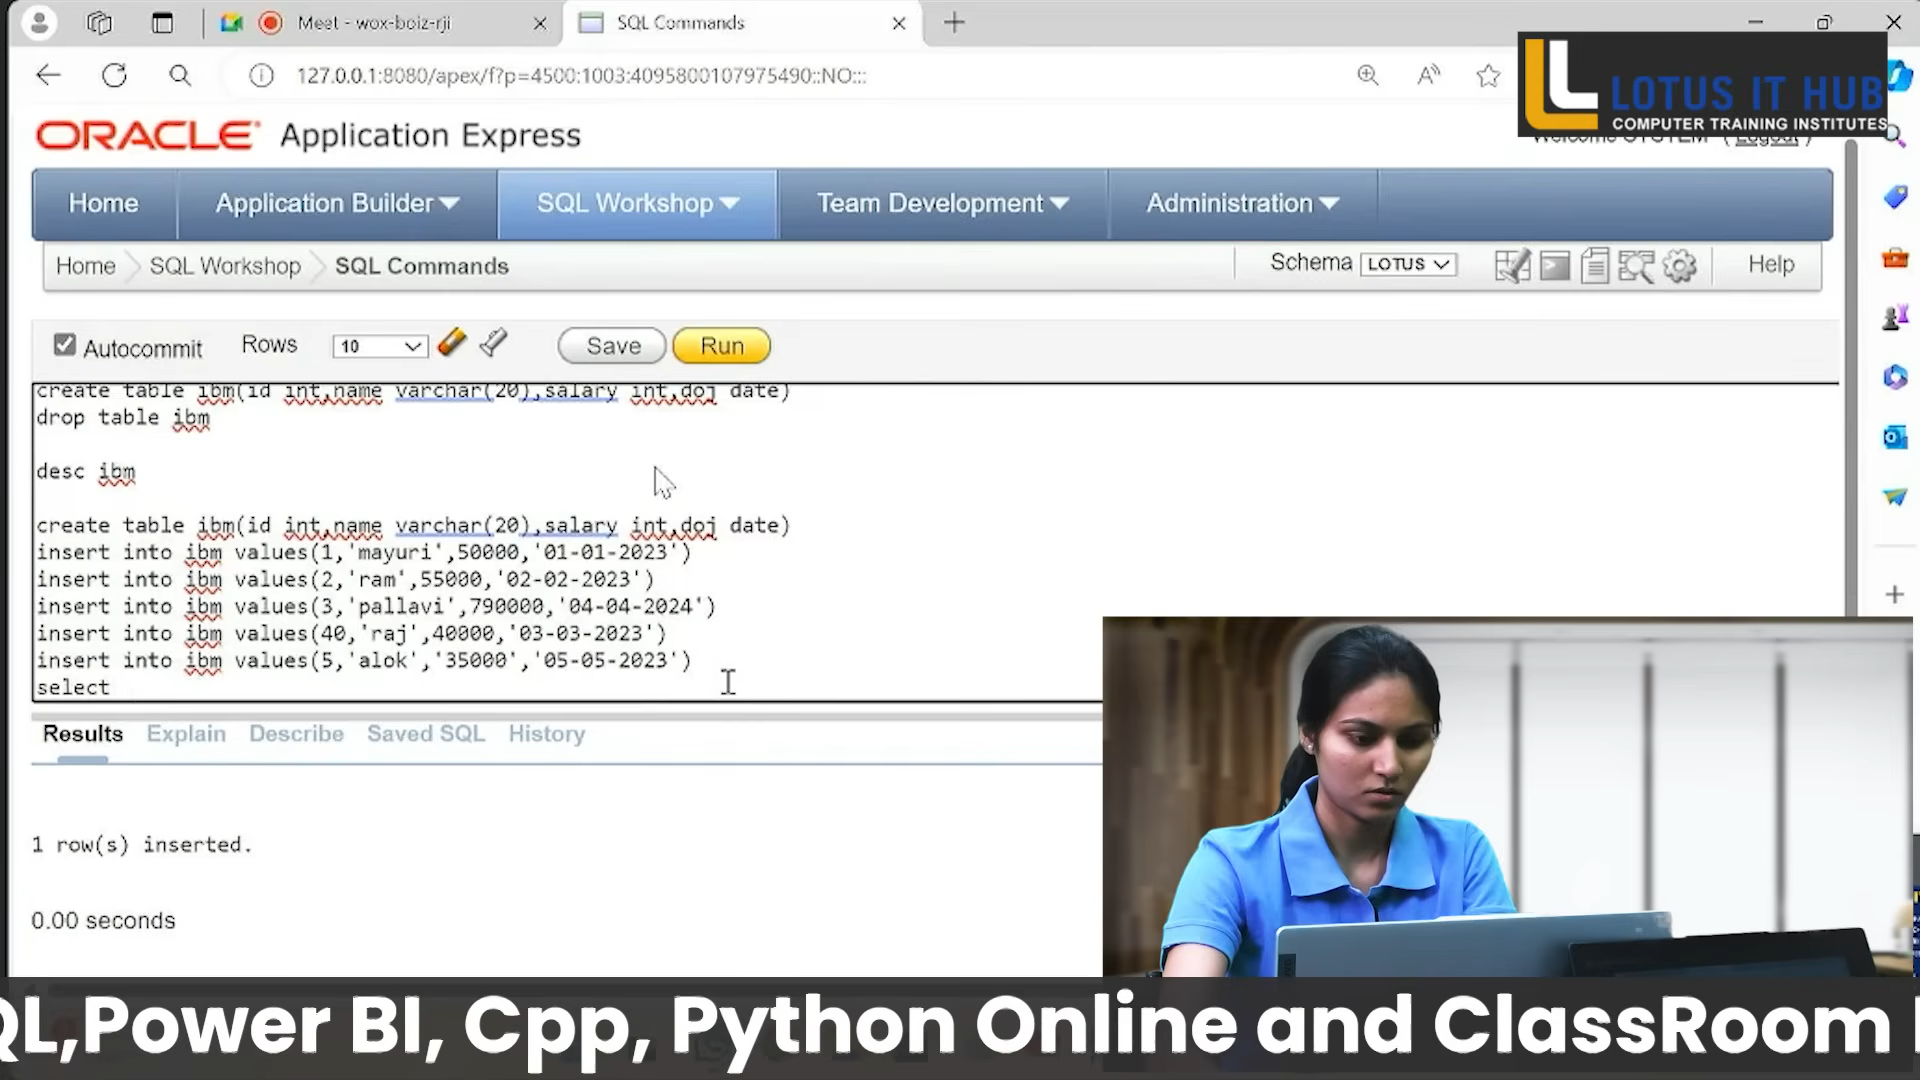 Meet - wox-boiz-rji
SQL Commands
127.0.0.1:8080/apex/f?p=4500:1003:4095800107975490::NO:::
LOTUS IT HUB
COMPUTER TRAINING INSTITUTES
ORACLE Application Express
Welcome SYSTEM (Logout)
Home Application Builder SQL Workshop Team Development Administration
Home SQL Workshop SQL Commands Schema LOTUS Help
Autocommit Rows 10 Save Run
create table ibm(id int,name varchar(20),salary int,doj date)
drop table ibm
desc ibm
create table ibm(id int,name varchar(20),salary int,doj date)
insert into ibm values(1,'mayuri',50000,'01-01-2023')
insert into ibm values(2,'ram',55000,'02-02-2023')
insert into ibm values(3,'pallavi',790000,'04-04-2024')
insert into ibm values(40,'raj',40000,'03-03-2023')
insert into ibm values(5,'alok','35000','05-05-2023')
select
Results Explain Describe Saved SQL History
1 row(s) inserted.
0.00 seconds
QL,Power BI, Cpp, Python Online and ClassRoom